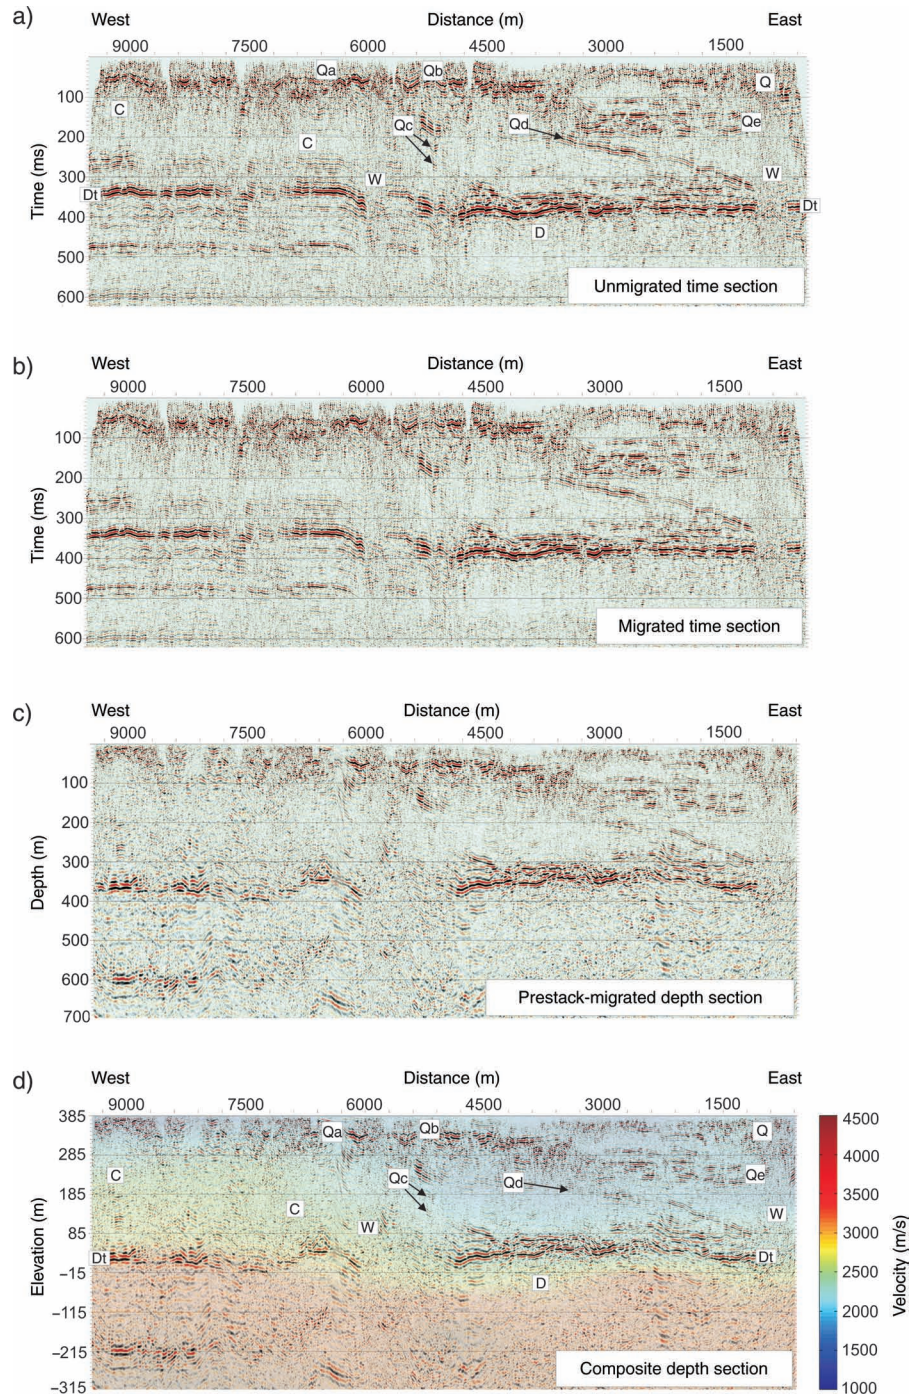 a)
West Distance (m) East
9000 7500 6000 4500 3000 1500
Qa Qb Q
100
C Qc Qd Qe
200
C
Time (ms)
300
W W
Dt Dt
400
D
500
Unmigrated time section
600
b)
West Distance (m) East
9000 7500 6000 4500 3000 1500
100
200
Time (ms)
300
400
500
Migrated time section
600
c)
West Distance (m) East
9000 7500 6000 4500 3000 1500
100
200
300
Depth (m)
400
500
600
Prestack-migrated depth section
700
d)
West Distance (m) East
9000 7500 6000 4500 3000 1500
385 4500
Qa Qb Q
285 4000
C Qc Qd Qe
185 3500
C W W
85 3000
Elevation (m) Velocity (m/s)
Dt Dt
-15 2500
D
-115 2000
-215 1500
Composite depth section
-315 1000